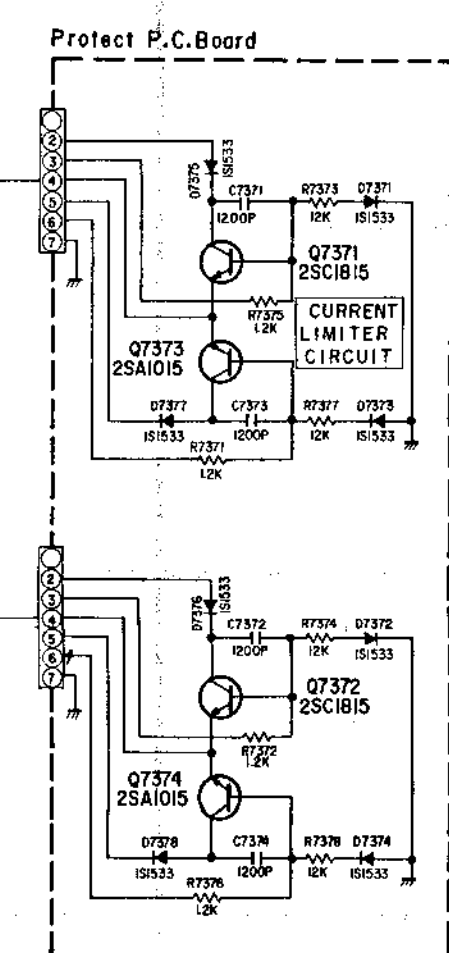 Protect P.C.Board
2
3
4
5
6
7
D7375
1S1533
C7371
1200P
R7373
12K
D7371
1S1533
Q7371
2SC1815
R7375
1.2K
CURRENT
LIMITER
CIRCUIT
Q7373
2SA1015
D7377
1S1533
C7373
1200P
R7377
12K
D7373
1S1533
R7371
1.2K
2
3
4
5
6
7
D7376
1S1533
C7372
1200P
R7374
12K
D7372
1S1533
Q7372
2SC1815
R7372
1.2K
Q7374
2SA1015
D7378
1S1533
C7374
1200P
R7378
12K
D7374
1S1533
R7376
1.2K